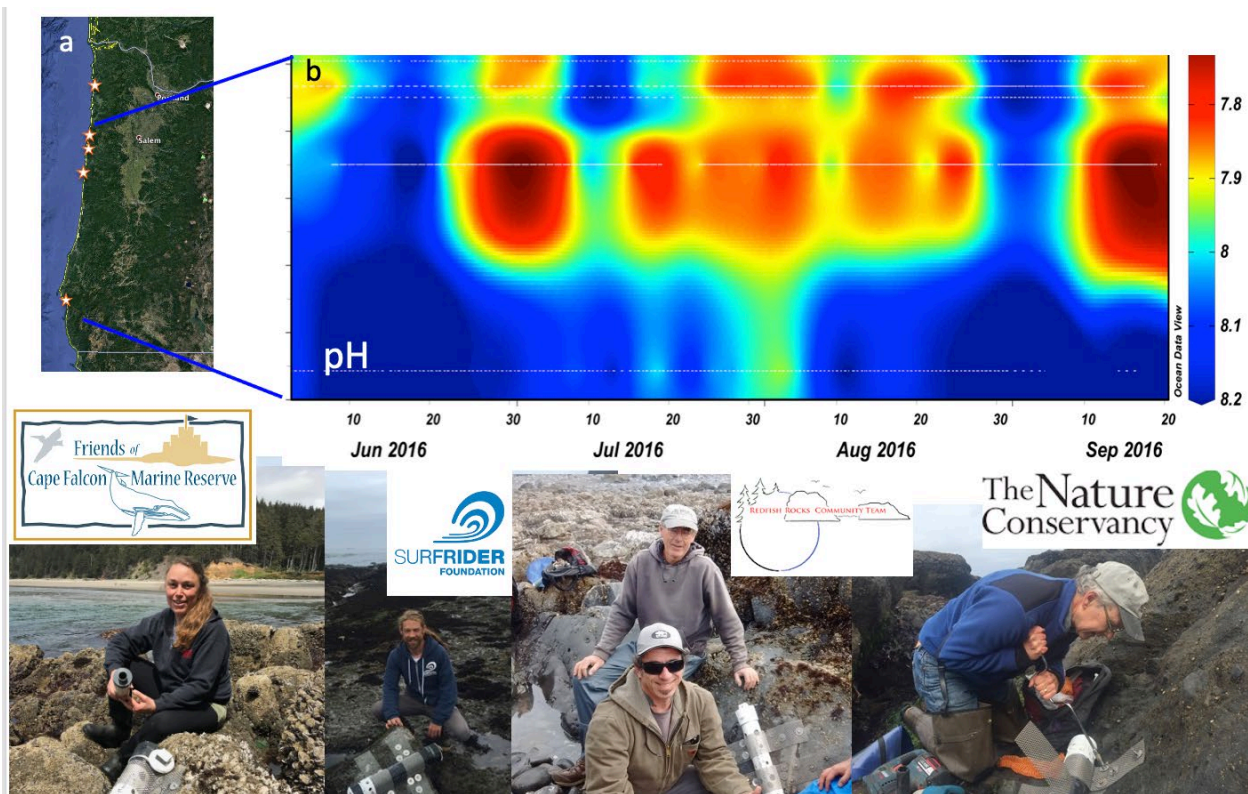 a
Portland
Salem
b
pH
7.8
7.9
8
8.1
8.2
Ocean Data View
10
20
30
10
20
30
10
20
30
10
20
Jun 2016
Jul 2016
Aug 2016
Sep 2016
Friends of
Cape Falcon Marine Reserve
SURFRIDER
FOUNDATION
REDFISH ROCKS COMMUNITY TEAM
The Nature
Conservancy